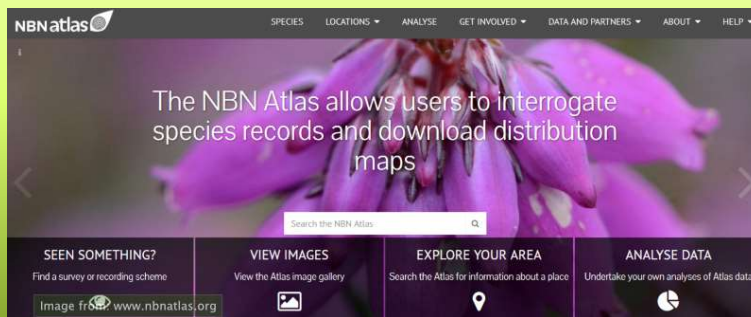 NBN atlas
SPECIES LOCATIONS ANALYSE GET INVOLVED DATA AND PARTNERS ABOUT HELP
i
The NBN Atlas allows users to interrogate
species records and download distribution
maps
Search the NBN Atlas
SEEN SOMETHING? VIEW IMAGES EXPLORE YOUR AREA ANALYSE DATA
Find a survey or recording scheme View the Atlas image gallery Search the Atlas for information about a place Undertake your own analyses of Atlas data
Image from: www.nbnatlas.org